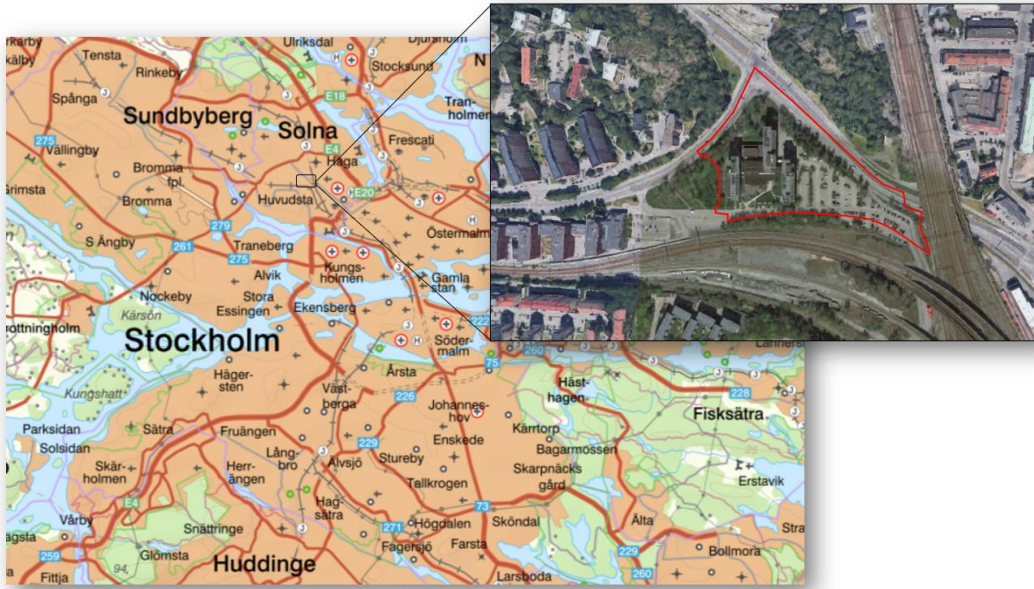 Ulriksdal
Djursholm
Tensta
Stocksund
N
Rinkeby
E18
Tran-
holmen
Spånga
Sundbyberg
Solna
E4
Frescati
275
Vällingby
Haga
Bromma
fpl.
E20
Grimsta
Bromma
Huvudsta
279
Östermalm
S Ängby
261
Traneberg
275
Alvik
Kungs-
holmen
Gamla
stan
Nockeby
Stora
Essingen
Ekensberg
222
Kärsön
Drottningholm
Stockholm
Söder-
malm
260
75
Årsta
Häger-
sten
Kungshatt
Väst-
berga
226
Johannes-
hov
Häst-
hagen
228
Fisksätra
Parksidan
Sätra
Fruängen
Enskede
Kärrtorp
Solsidan
Lång-
bro
229
Bagarmossen
Skär-
holmen
Herr-
ängen
Älvsjö
Stureby
Skarpnäcks
gård
Tallkrogen
Erstavik
E4
Hag-
sätra
73
Vårby
Snättringe
271
Högdalen
Sköndal
Älta
259
Glömsta
Fagersjö
Farsta
229
Bollmora
94,
Huddinge
260
Fittja
Larsboda